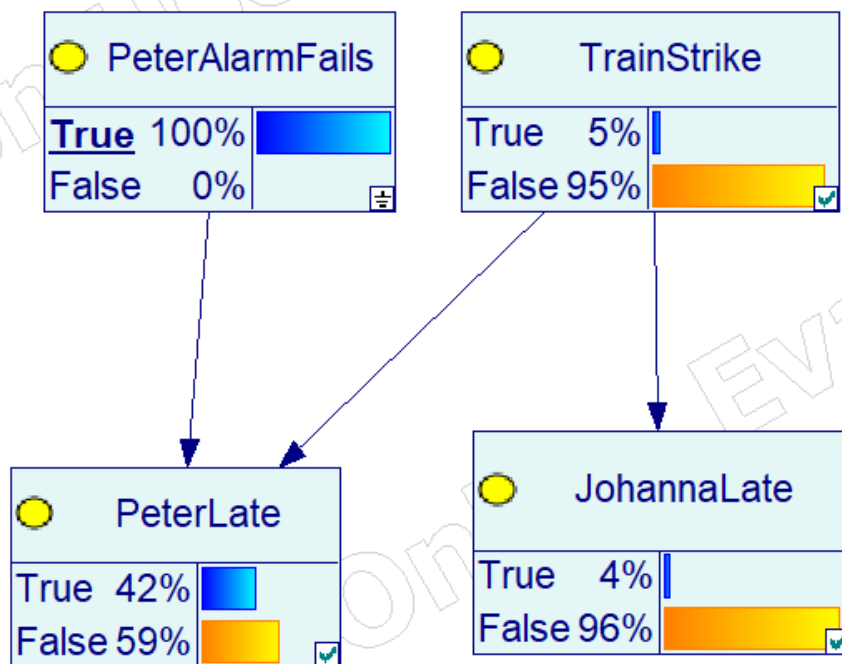 PeterAlarmFails
True 100%
False 0%
TrainStrike
True 5%
False 95%
PeterLate
True 42%
False 59%
JohannaLate
True 4%
False 96%